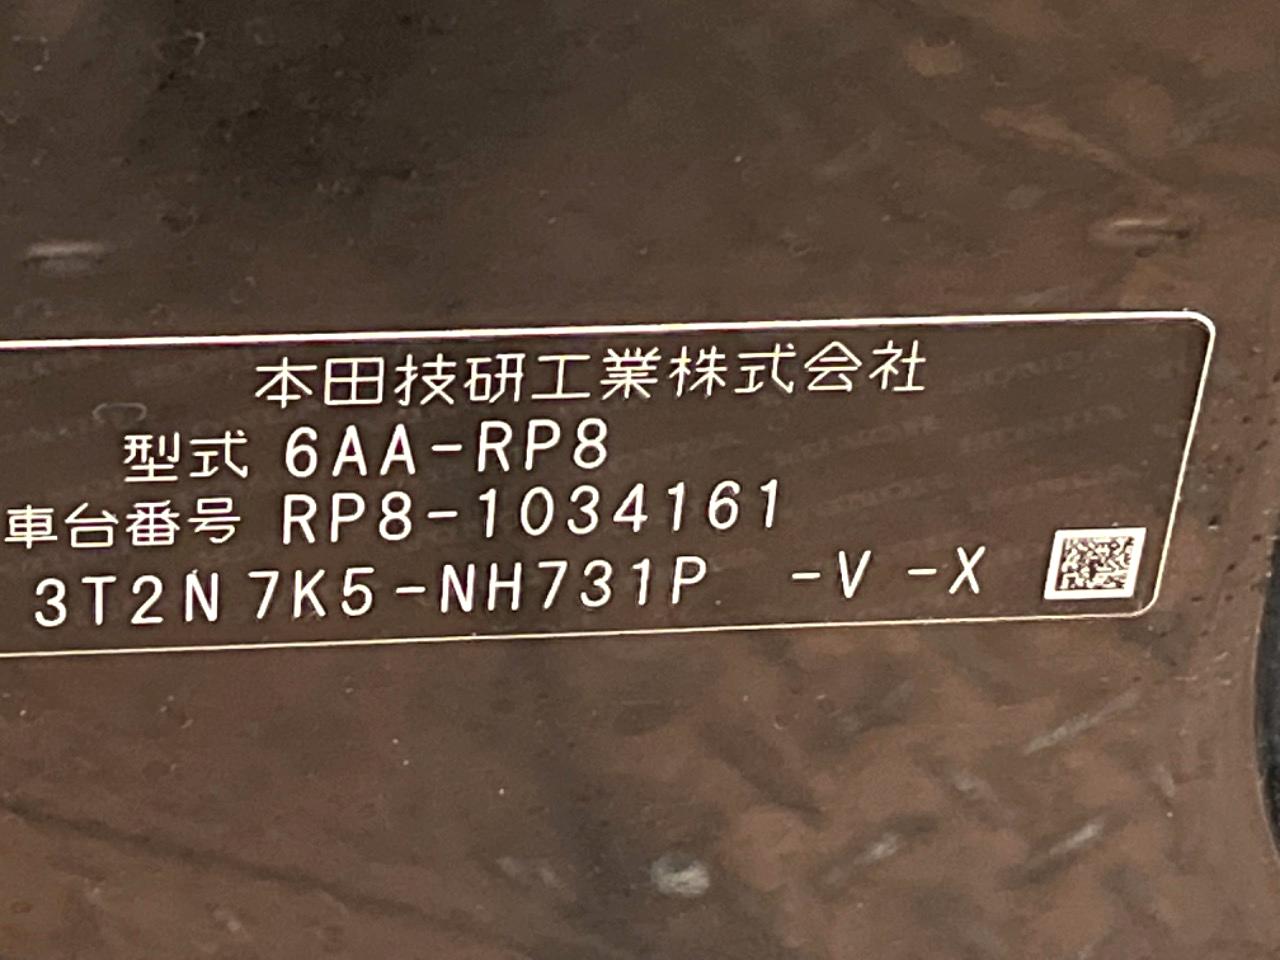 本田技研工業株式会社
型式 6AA-RP8
車台番号 RP8-1034161
3T2N 7K5-NH731P -V -X